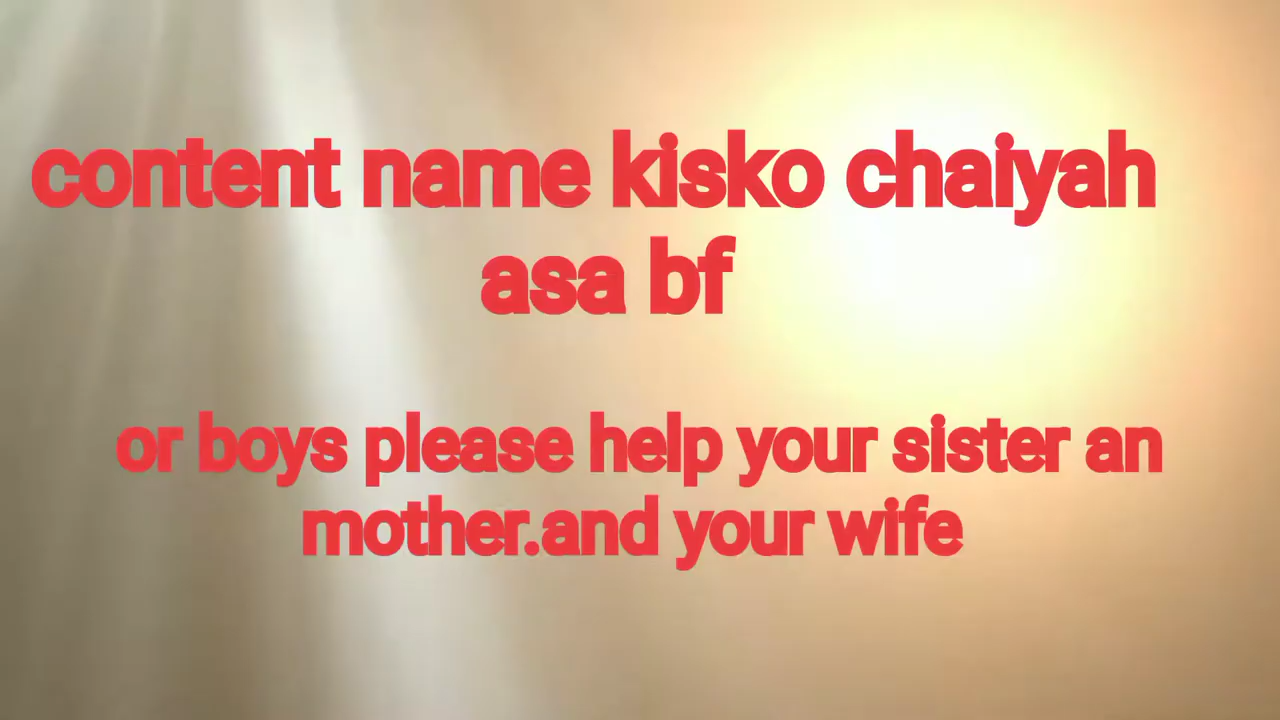 content name kisko chaiyah
asa bf
or boys please help your sister an
mother.and your wife